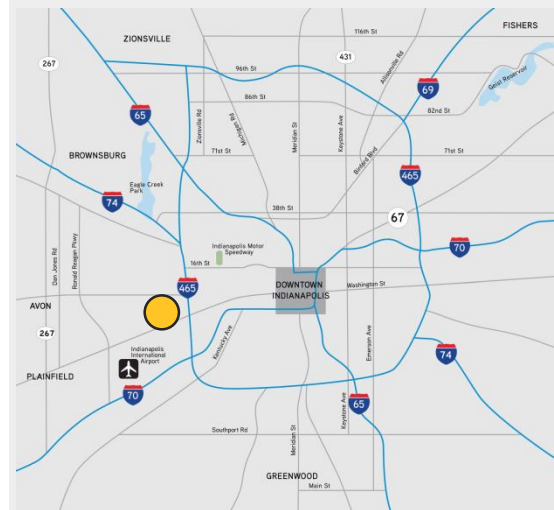 FISHERS
ZIONSVILLE
116th St
431
267
96th St
Allisonville Rd
Geist Reservoir
69
86th St
65
Zionsville Rd
Michigan Rd
Meridian St
Keystone Ave
82nd St
BROWNSBURG
71st St
Binford Blvd
71st St
465
Eagle Creek
Park
74
38th St
67
70
Dan Jones Rd
Ronald Reagan Pkwy
Indianapolis Motor
Speedway
16th St
465
DOWNTOWN
INDIANAPOLIS
Washington St
AVON
267
Kentucky Ave
Emerson Ave
Indianapolis
International
Airport
74
PLAINFIELD
70
65
Keystone Ave
Southport Rd
Meridian St
GREENWOOD
Main St